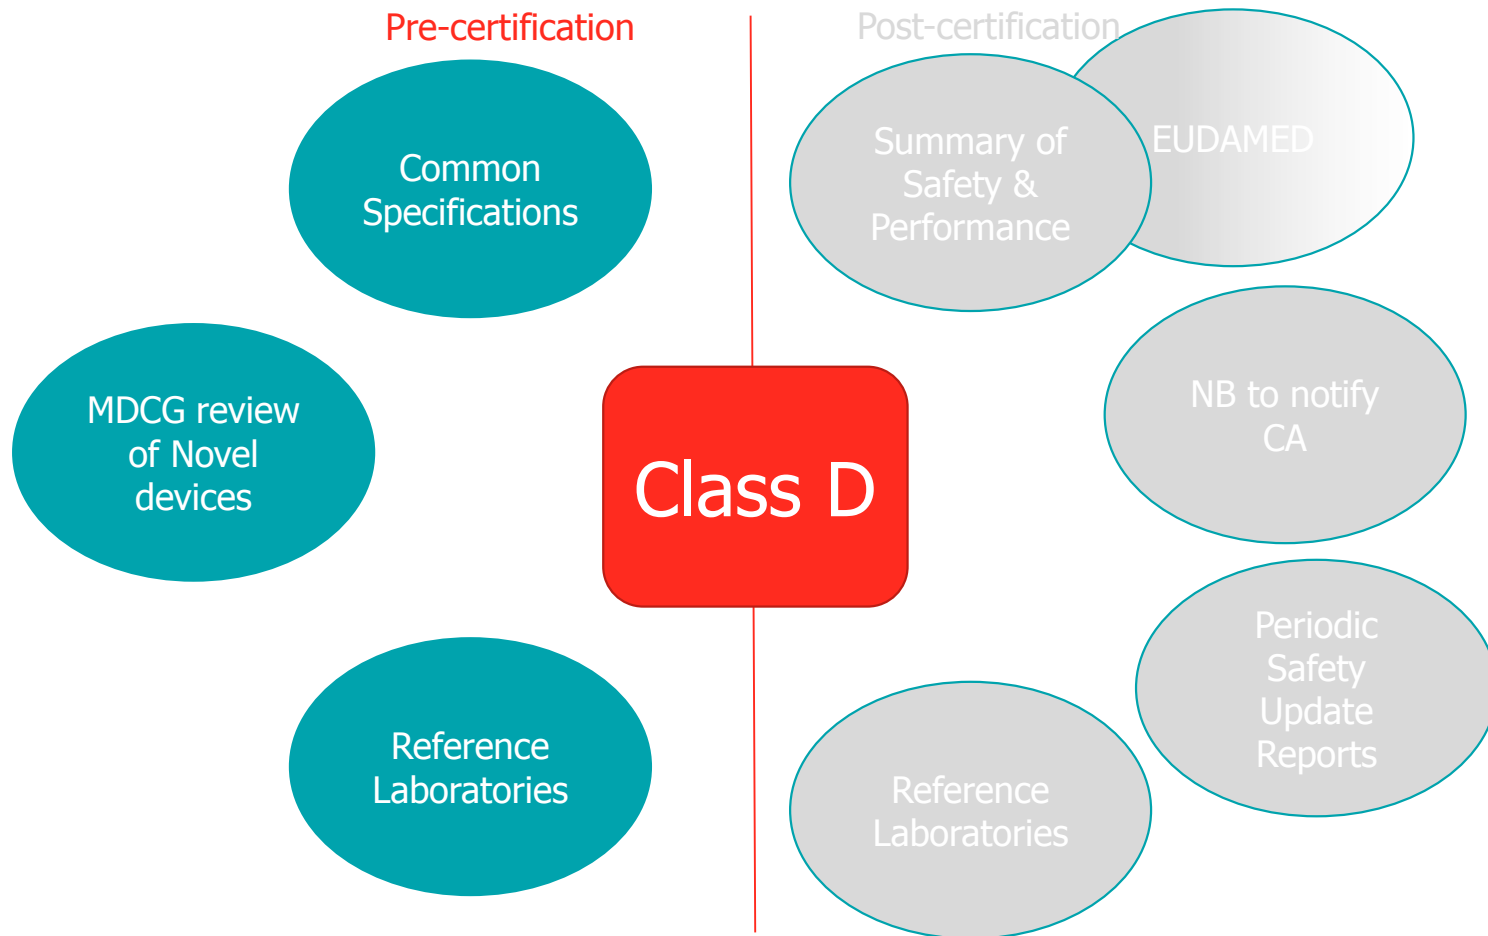 Pre-certification
Common
Specifications
MDCG review
of Novel
devices
Reference
Laboratories
Class D
Post-certification
Summary of
Safety &
Performance
EUDAMED
NB to notify
CA
Periodic
Safety
Update
Reports
Reference
Laboratories